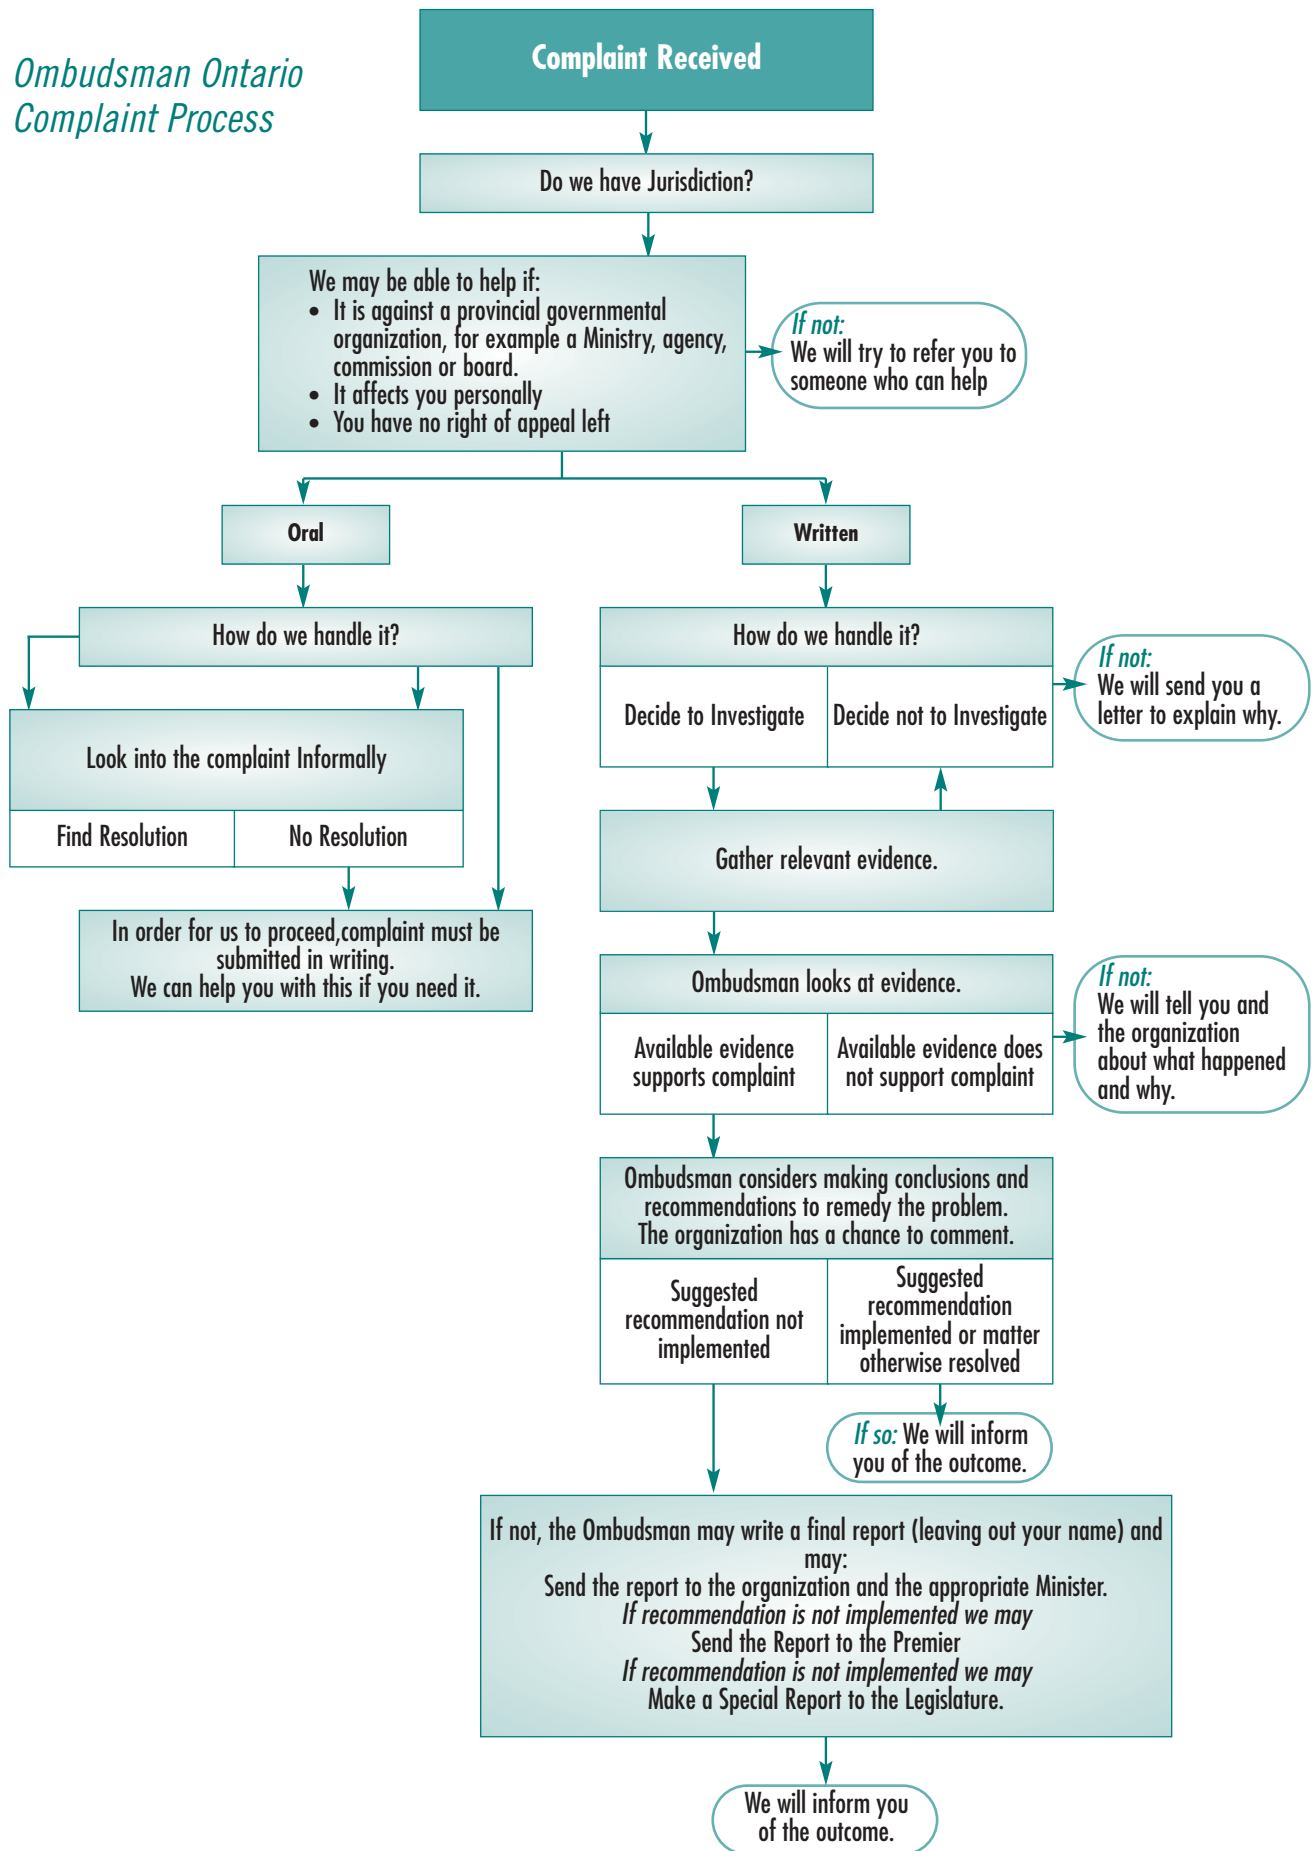 Ombudsman Ontario
Complaint Process
Complaint Received
Do we have Jurisdiction?
We may be able to help if:
• It is against a provincial governmental
organization, for example a Ministry, agency,
commission or board.
• It affects you personally
• You have no right of appeal left
If not:
We will try to refer you to
someone who can help
Oral
Written
How do we handle it?
Look into the complaint Informally
Find Resolution
No Resolution
In order for us to proceed,complaint must be
submitted in writing.
We can help you with this if you need it.
How do we handle it?
Decide to Investigate
Decide not to Investigate
If not:
We will send you a
letter to explain why.
Gather relevant evidence.
Ombudsman looks at evidence.
Available evidence
supports complaint
Available evidence does
not support complaint
If not:
We will tell you and
the organization
about what happened
and why.
Ombudsman considers making conclusions and
recommendations to remedy the problem.
The organization has a chance to comment.
Suggested
recommendation not
implemented
Suggested
recommendation
implemented or matter
otherwise resolved
If so: We will inform
you of the outcome.
If not, the Ombudsman may write a final report (leaving out your name) and
may:
Send the report to the organization and the appropriate Minister.
If recommendation is not implemented we may
Send the Report to the Premier
If recommendation is not implemented we may
Make a Special Report to the Legislature.
We will inform you
of the outcome.